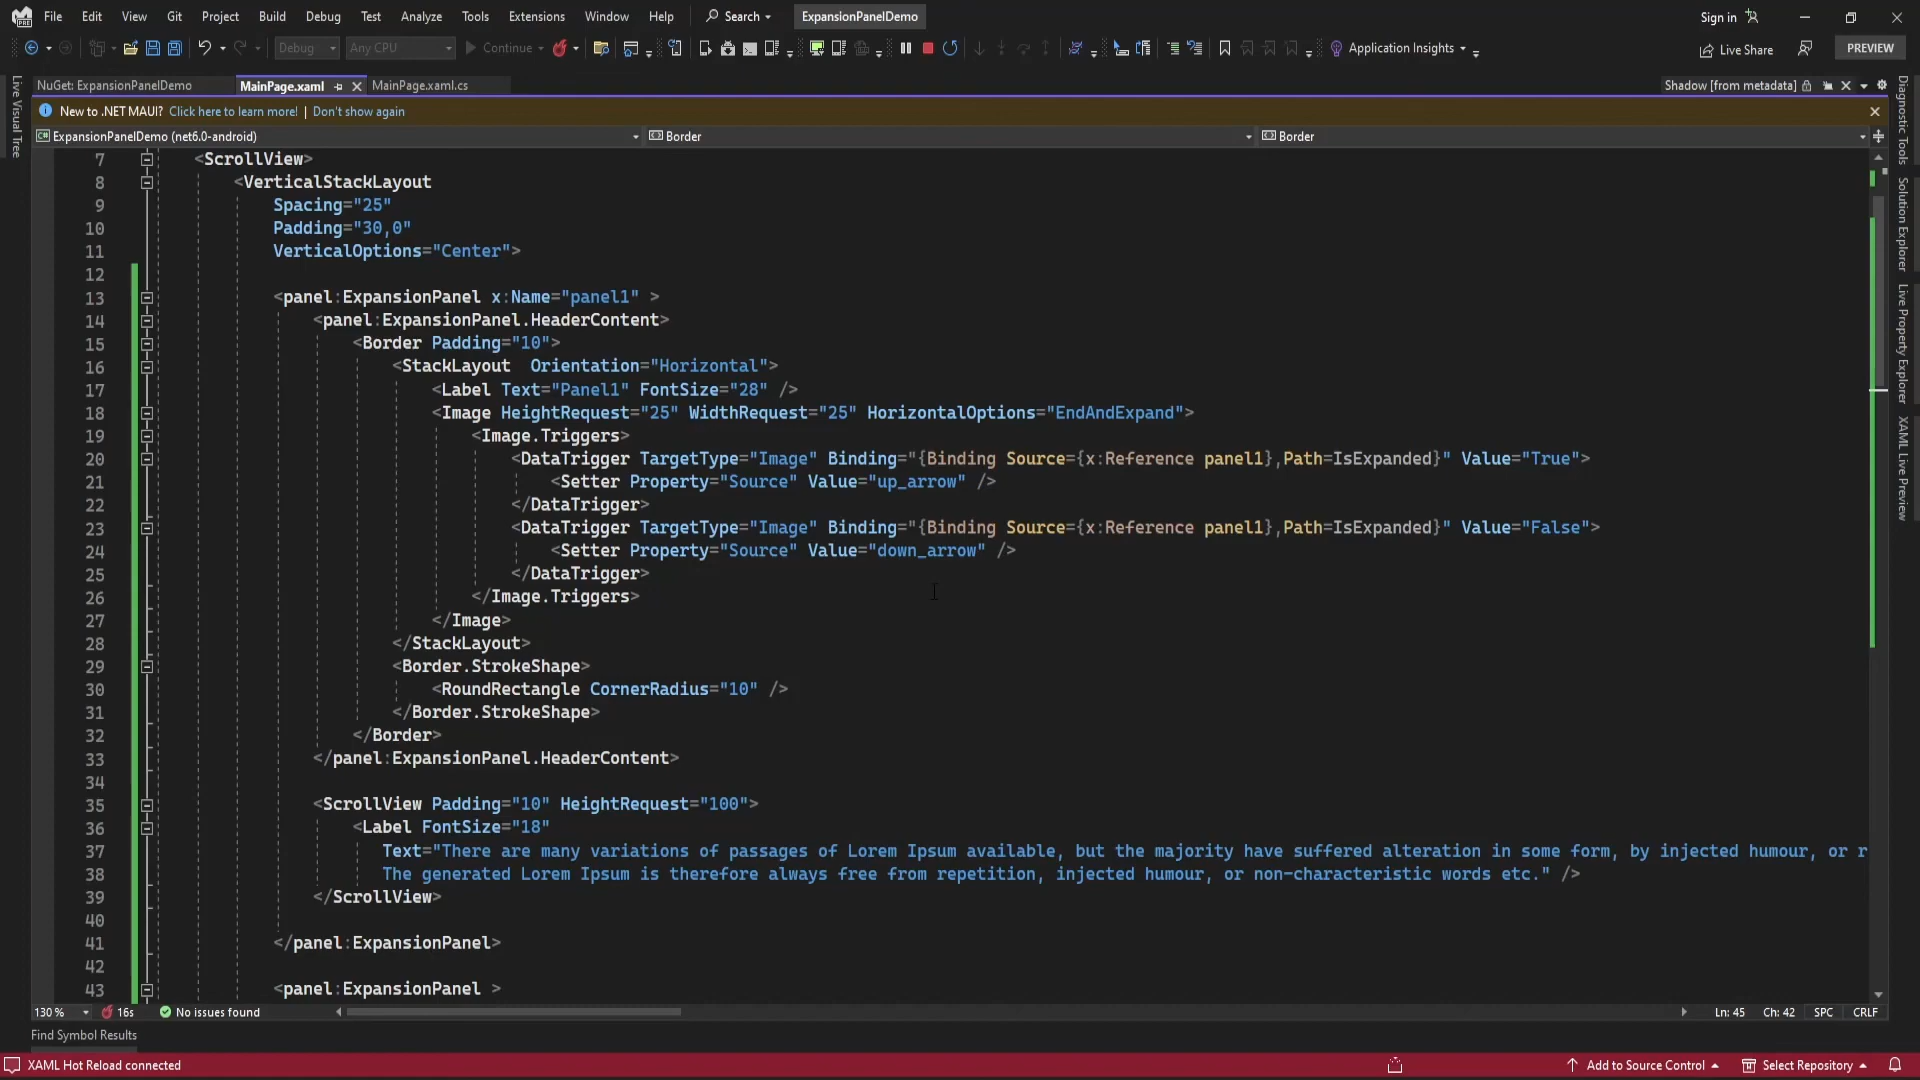 File Edit View Git Project Build Debug Test Analyze Tools Extensions Window Help Search ExpansionPanelDemo Sign in
Debug Any CPU Continue Application Insights Live Share PREVIEW
NuGet: ExpansionPanelDemo MainPage.xaml MainPage.xaml.cs Shadow [from metadata]
New to .NET MAUI? Click here to learn more! | Don't show again
ExpansionPanelDemo (net6.0-android) Border Border
7 <ScrollView>
8 <VerticalStackLayout
9 Spacing="25"
10 Padding="30,0"
11 VerticalOptions="Center">
12
13 <panel:ExpansionPanel x:Name="panel1" >
14 <panel:ExpansionPanel.HeaderContent>
15 <Border Padding="10">
16 <StackLayout  Orientation="Horizontal">
17 <Label Text="Panel1" FontSize="28" />
18 <Image HeightRequest="25" WidthRequest="25" HorizontalOptions="EndAndExpand">
19 <Image.Triggers>
20 <DataTrigger TargetType="Image" Binding="{Binding Source={x:Reference panel1},Path=IsExpanded}" Value="True">
21 <Setter Property="Source" Value="up_arrow" />
22 </DataTrigger>
23 <DataTrigger TargetType="Image" Binding="{Binding Source={x:Reference panel1},Path=IsExpanded}" Value="False">
24 <Setter Property="Source" Value="down_arrow" />
25 </DataTrigger>
26 </Image.Triggers>
27 </Image>
28 </StackLayout>
29 <Border.StrokeShape>
30 <RoundRectangle CornerRadius="10" />
31 </Border.StrokeShape>
32 </Border>
33 </panel:ExpansionPanel.HeaderContent>
34
35 <ScrollView Padding="10" HeightRequest="100">
36 <Label FontSize="18"
37 Text="There are many variations of passages of Lorem Ipsum available, but the majority have suffered alteration in some form, by injected humour, or r
38 The generated Lorem Ipsum is therefore always free from repetition, injected humour, or non-characteristic words etc." />
39 </ScrollView>
40
41 </panel:ExpansionPanel>
42
43 <panel:ExpansionPanel >
130 % 16s No issues found Ln: 45 Ch: 42 SPC CRLF
Find Symbol Results
XAML Hot Reload connected Add to Source Control Select Repository
Live Visual Tree
Diagnostic Tools
Solution Explorer
Live Property Explorer
XAML Live Preview